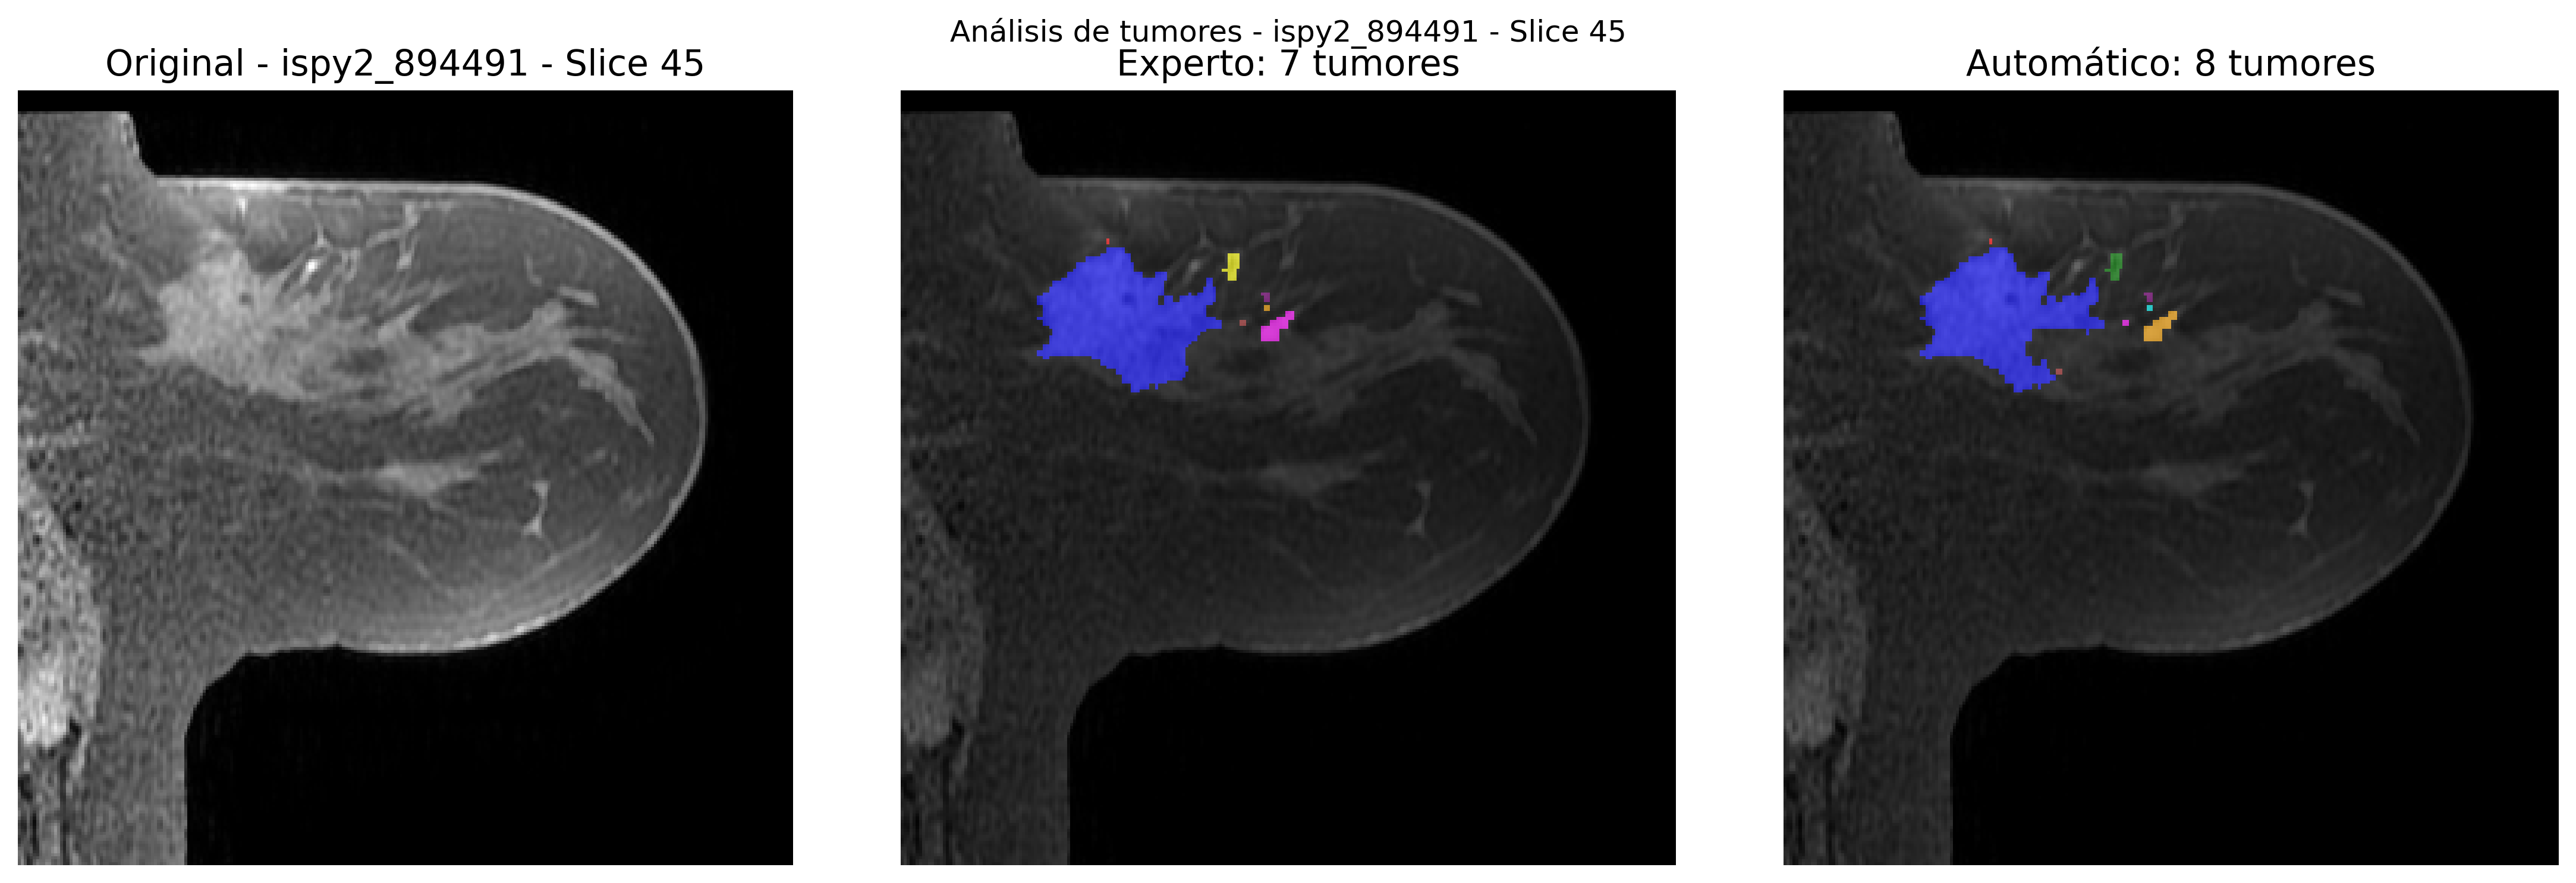 Análisis de tumores - ispy2_894491 - Slice 45
Original - ispy2_894491 - Slice 45
Experto: 7 tumores
Automático: 8 tumores